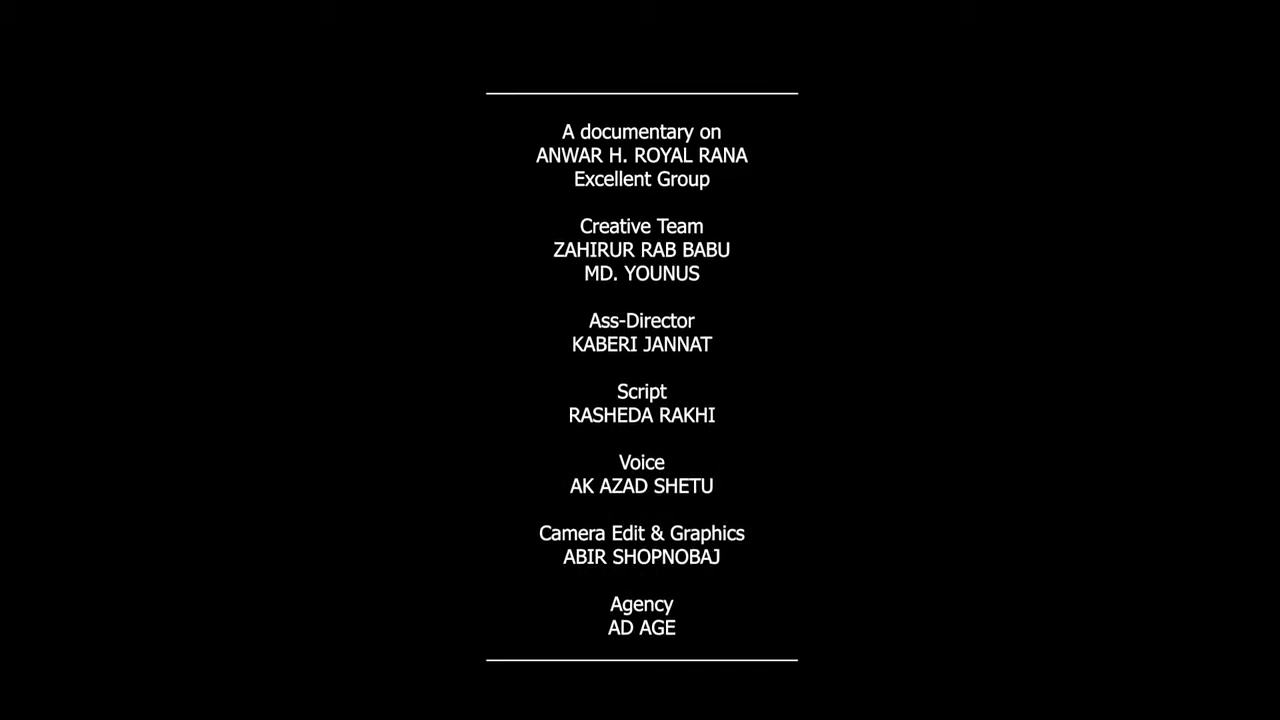 A documentary on
ANWAR H. ROYAL RANA
Excellent Group
Creative Team
ZAHIRUR RAB BABU
MD. YOUNUS
Ass-Director
KABERI JANNAT
Script
RASHEDA RAKHI
Voice
AK AZAD SHETU
Camera Edit & Graphics
ABIR SHOPNOBAJ
Agency
AD AGE